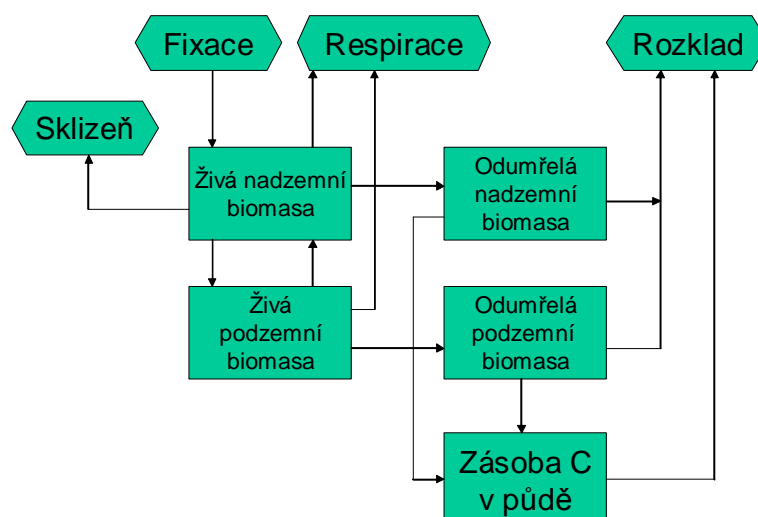 Fixace
Respirace
Rozklad
Sklizeň
Živá nadzemní
biomasa
Odumřelá
nadzemní
biomasa
Živá
podzemní
biomasa
Odumřelá
podzemní
biomasa
Zásoba C
v půdě